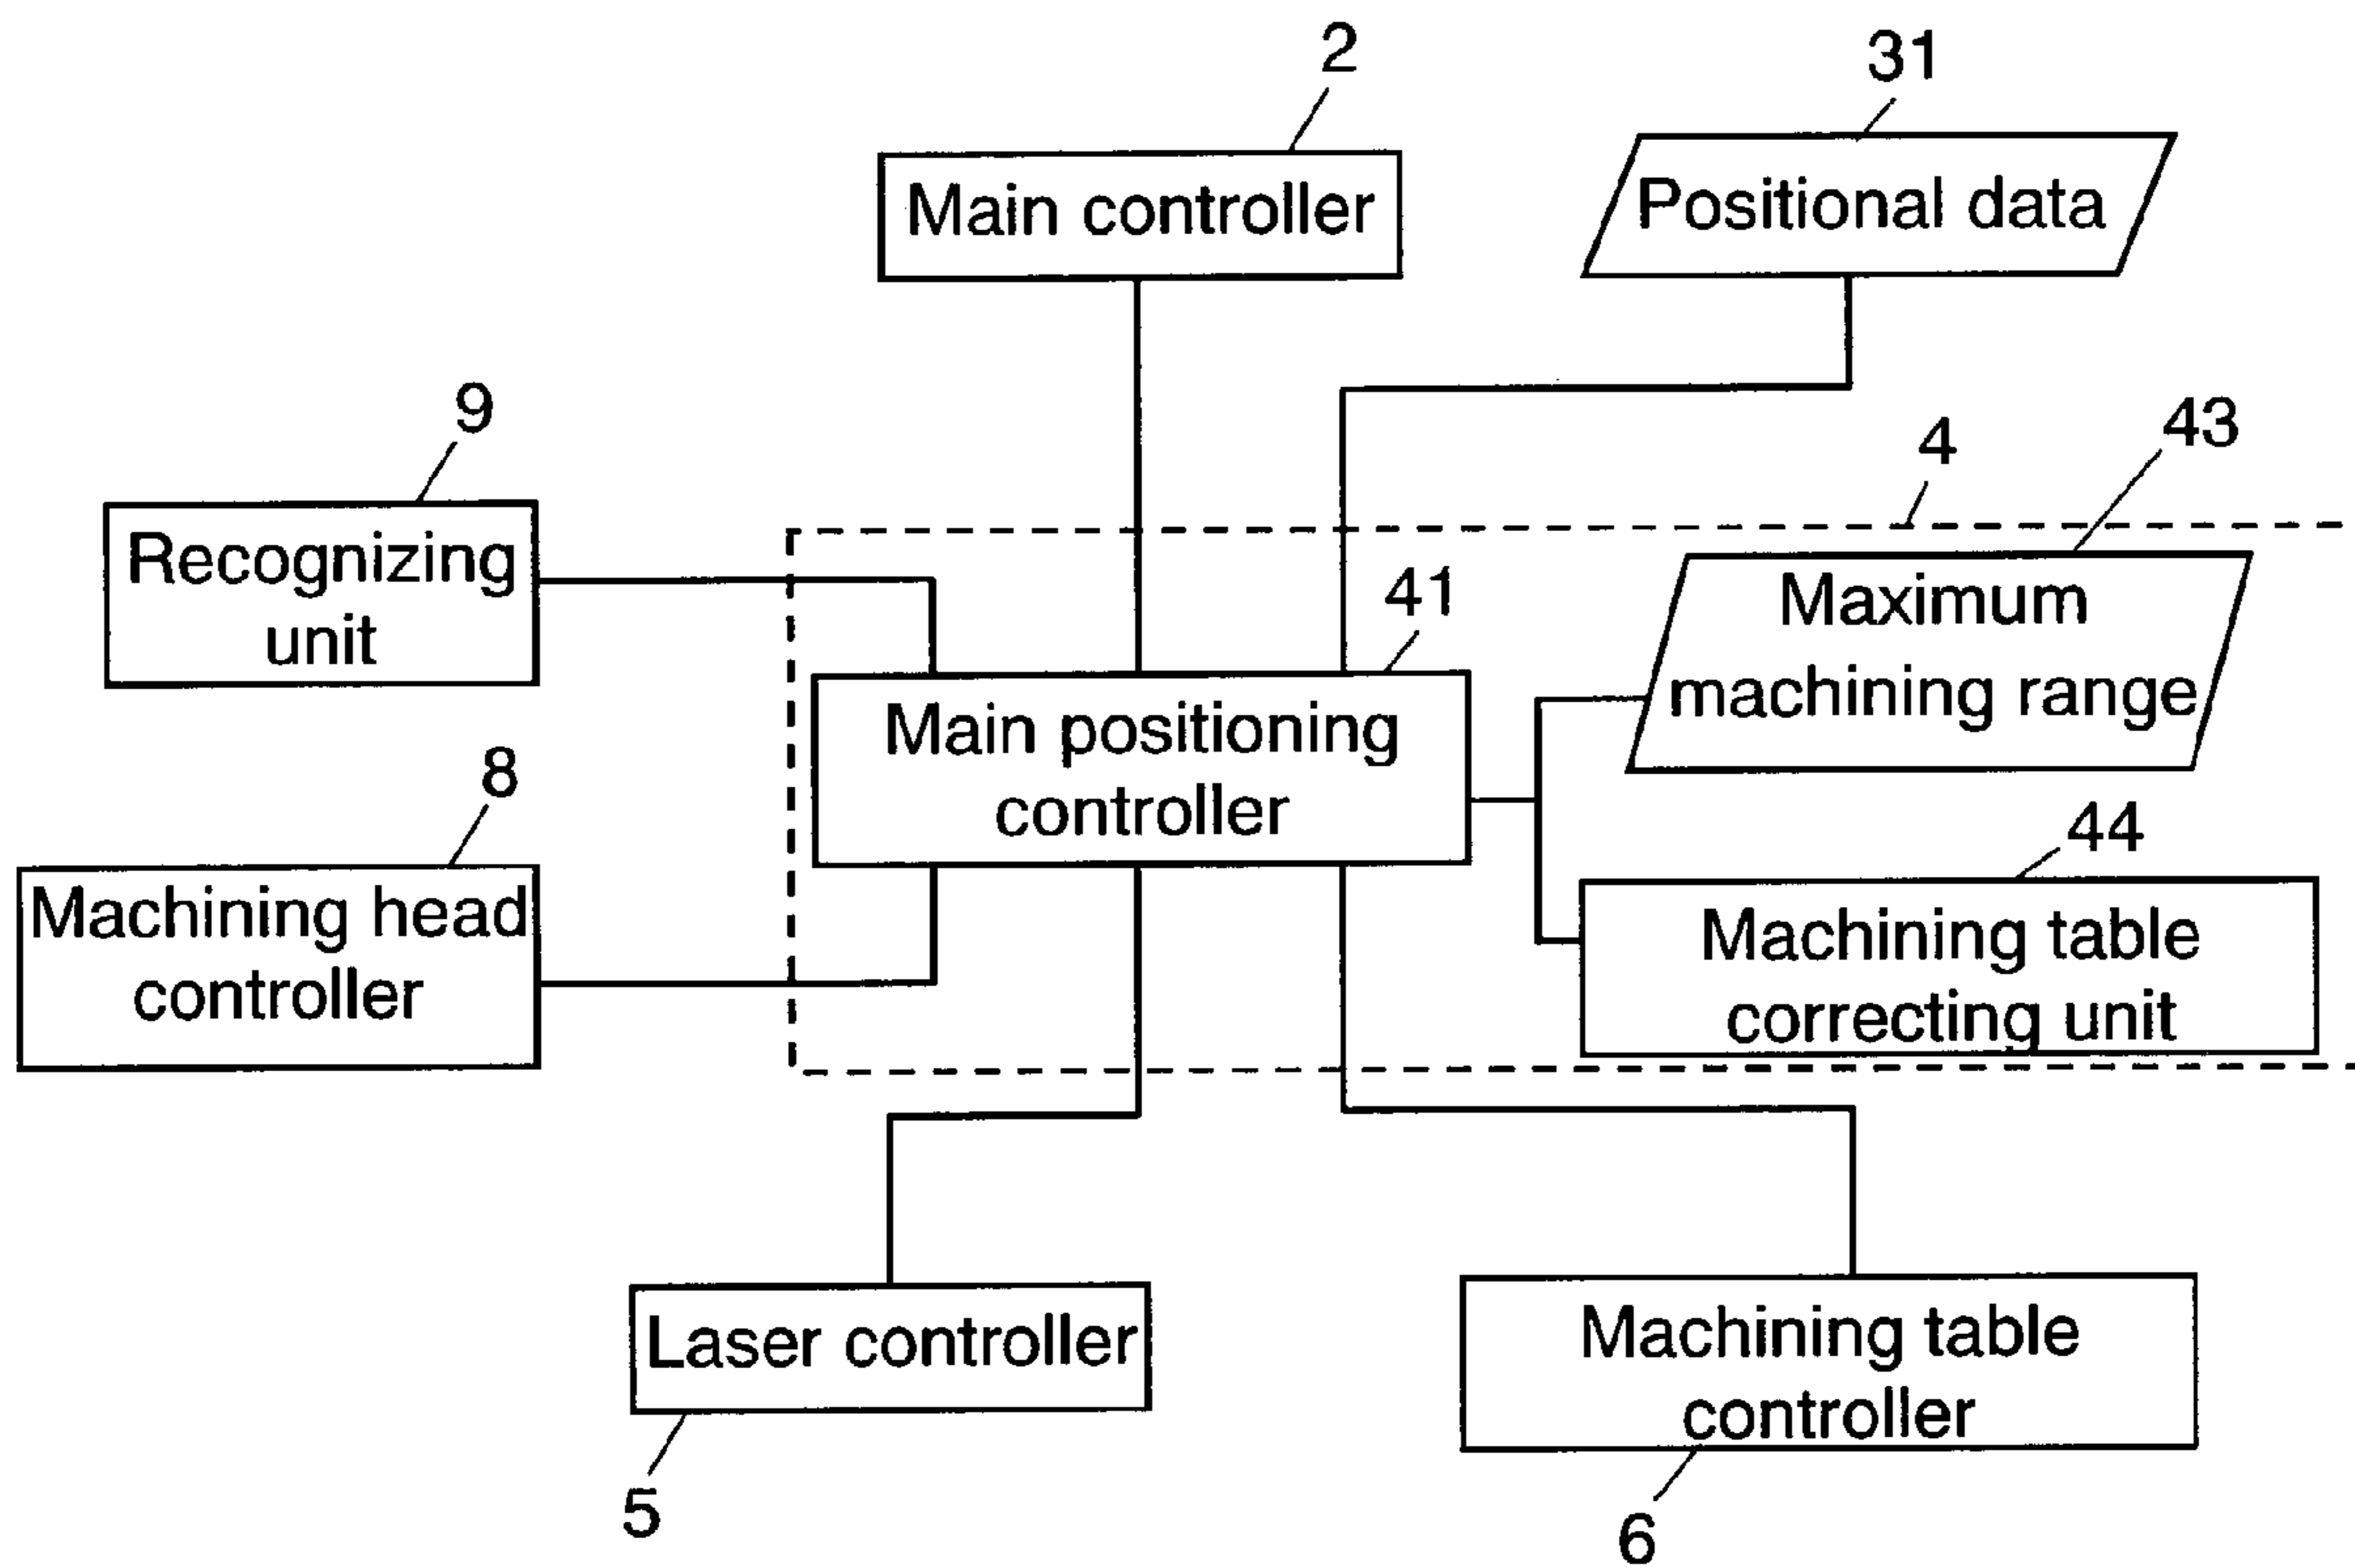 2
Main controller
31
Positional data
9
Recognizing
unit
4
43
Maximum
machining range
41
Main positioning
controller
8
Machining head
controller
44
Machining table
correcting unit
Laser controller
5
Machining table
controller
6